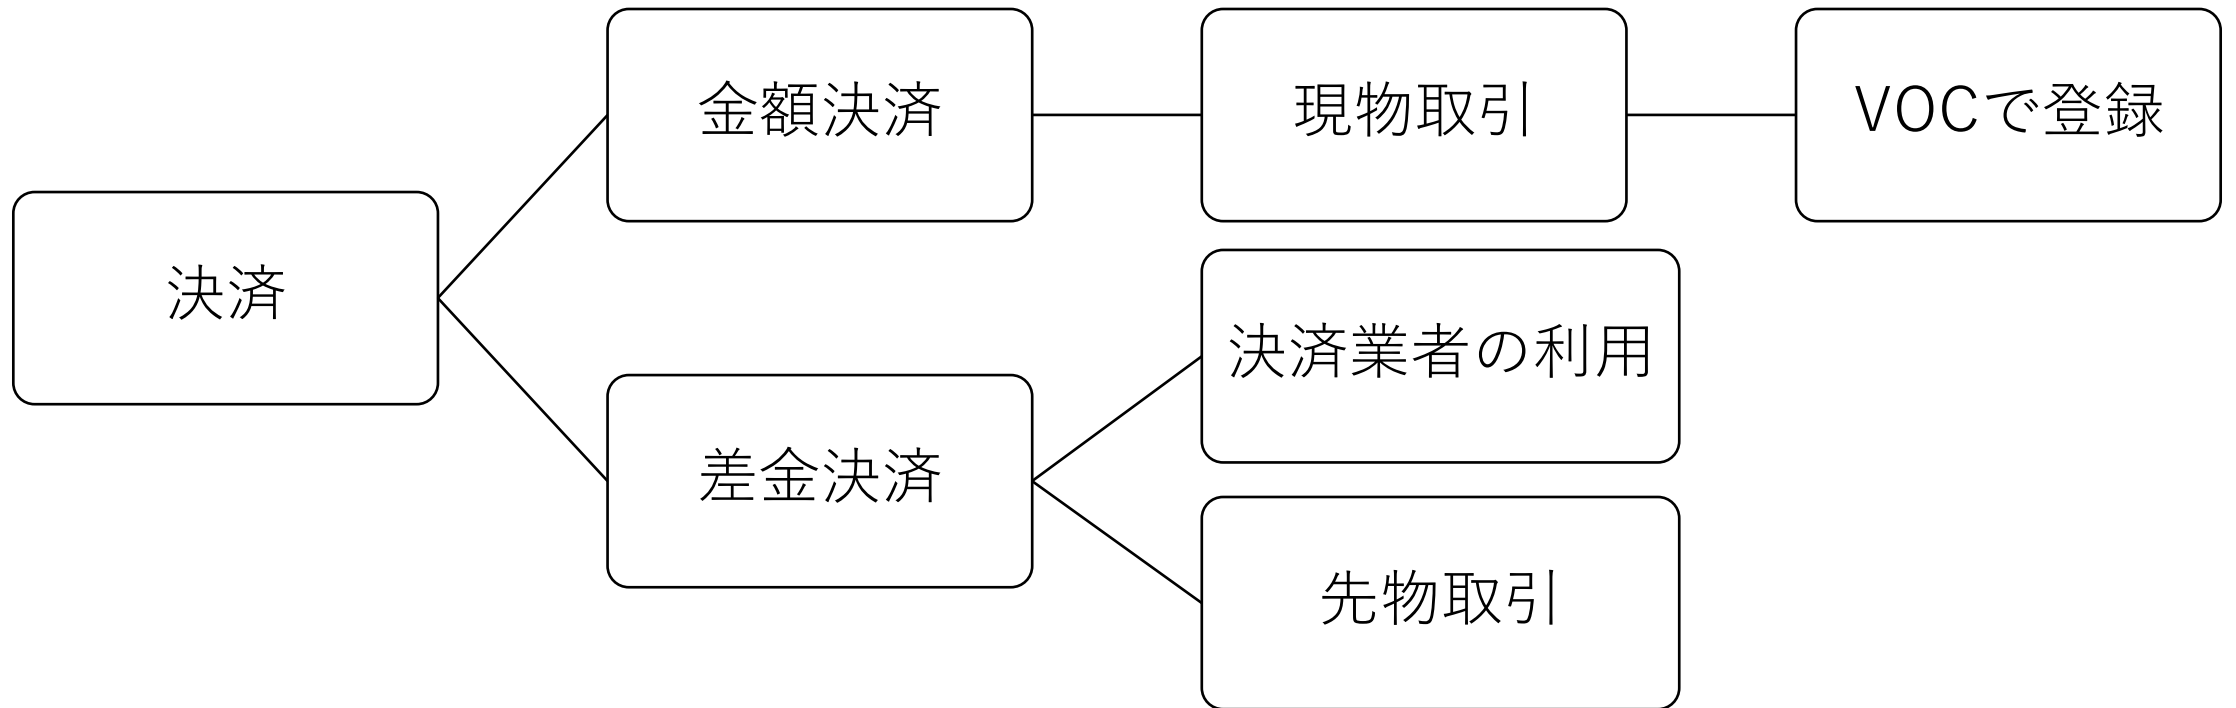 決済
金額決済
現物取引
VOCで登録
差金決済
決済業者の利用
先物取引